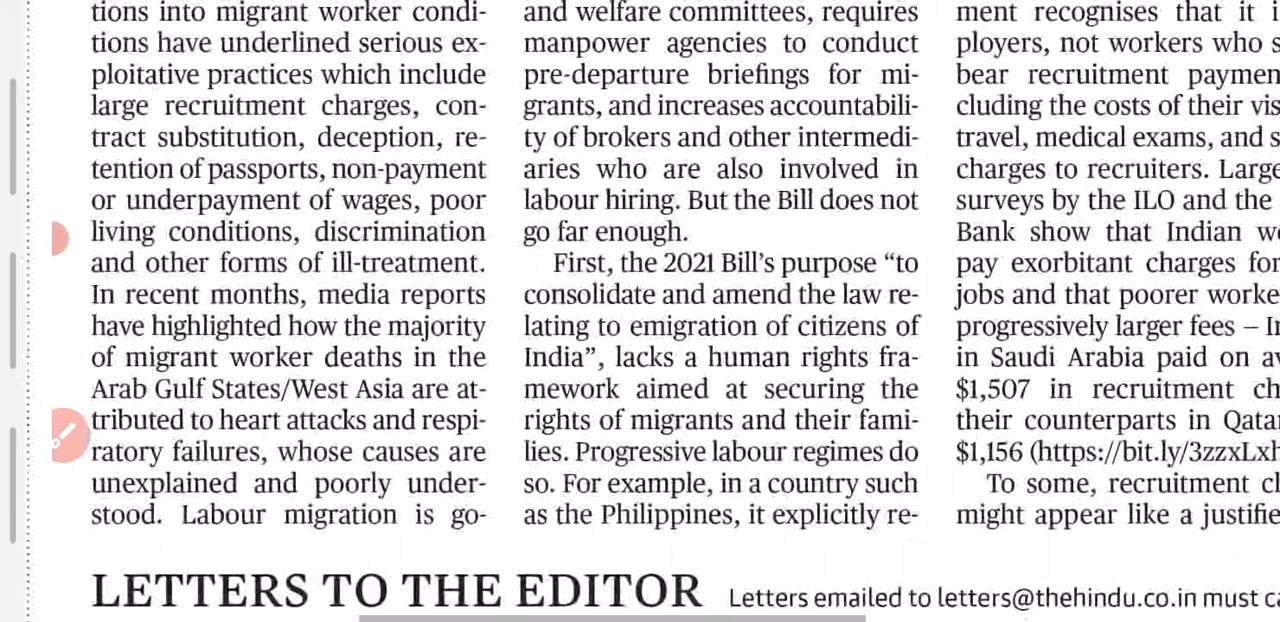 tions into migrant worker condi-
tions have underlined serious ex-
ploitative practices which include
large recruitment charges, con-
tract substitution, deception, re-
tention of passports, non-payment
or underpayment of wages, poor
living conditions, discrimination
and other forms of ill-treatment.
In recent months, media reports
have highlighted how the majority
of migrant worker deaths in the
Arab Gulf States/West Asia are at-
tributed to heart attacks and respi-
ratory failures, whose causes are
unexplained and poorly under-
stood. Labour migration is go-
and welfare committees, requires
manpower agencies to conduct
pre-departure briefings for mi-
grants, and increases accountabili-
ty of brokers and other intermedi-
aries who are also involved in
labour hiring. But the Bill does not
go far enough.
First, the 2021 Bill's purpose “to
consolidate and amend the law re-
lating to emigration of citizens of
India”, lacks a human rights fra-
mework aimed at securing the
rights of migrants and their fami-
lies. Progressive labour regimes do
so. For example, in a country such
as the Philippines, it explicitly re-
ment recognises that it
ployers, not workers who
bear recruitment
cluding the costs of their
travel, medical exams, and
charges to recruiters.
surveys by the ILO and the
Bank show that Indian
pay exorbitant charges for
jobs and that poorer
progressively larger fees –
in Saudi Arabia paid on
$1,507 in recruitment
their counterparts in
$1,156
To some, recruitment
might appear like a
LETTERS TO THE EDITOR Letters emailed to letters@thehindu.co.in must